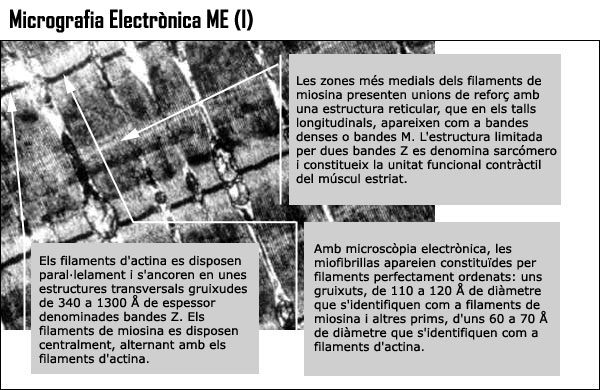 Micrografia Electrònica ME (I)
Les zones més medials dels filaments de
miosina presenten unions de reforç amb
una estructura reticular, que en els talls
longitudinals, apareixen com a bandes
denses o bandes M. L'estructura limitada
per dues bandes Z es denomina sarcómero
i constitueix la unitat funcional contràctil
del múscul estriat.
Els filaments d'actina es disposen
paral·lelament i s'ancoren en unes
estructures transversals gruixudes
de 340 a 1300 Å de espessor
denominades bandes Z. Els
filaments de miosina es disposen
centralment, alternant amb els
filaments d'actina.
Amb microscòpia electrònica, les
miofibrillas apareien constituïdes per
filaments perfectament ordenats: uns
gruixuts, de 110 a 120 Å de diàmetre
que s'identifiquen com a filaments de
miosina i altres prims, d'uns 60 a 70 Å
de diàmetre que s'identifiquen com a
filaments d'actina.